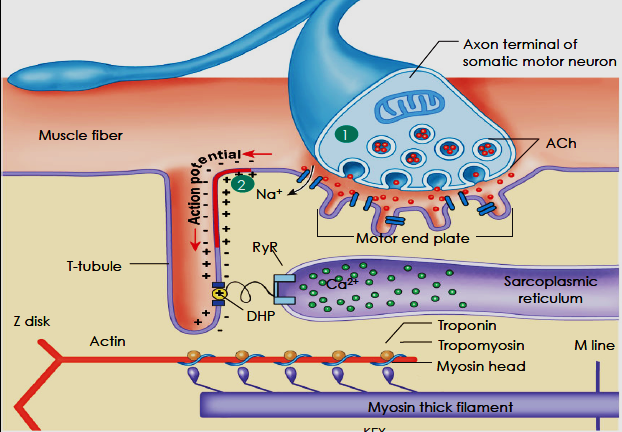 Axon terminal of
somatic motor neuron
1
Muscle fiber
ACh
Action potential
2
Na⁺
Motor end plate
RyR
T-tubule
Ca²⁺
Sarcoplasmic
reticulum
DHP
Z disk
Actin
Troponin
Tropomyosin
M line
Myosin head
Myosin thick filament
KEY